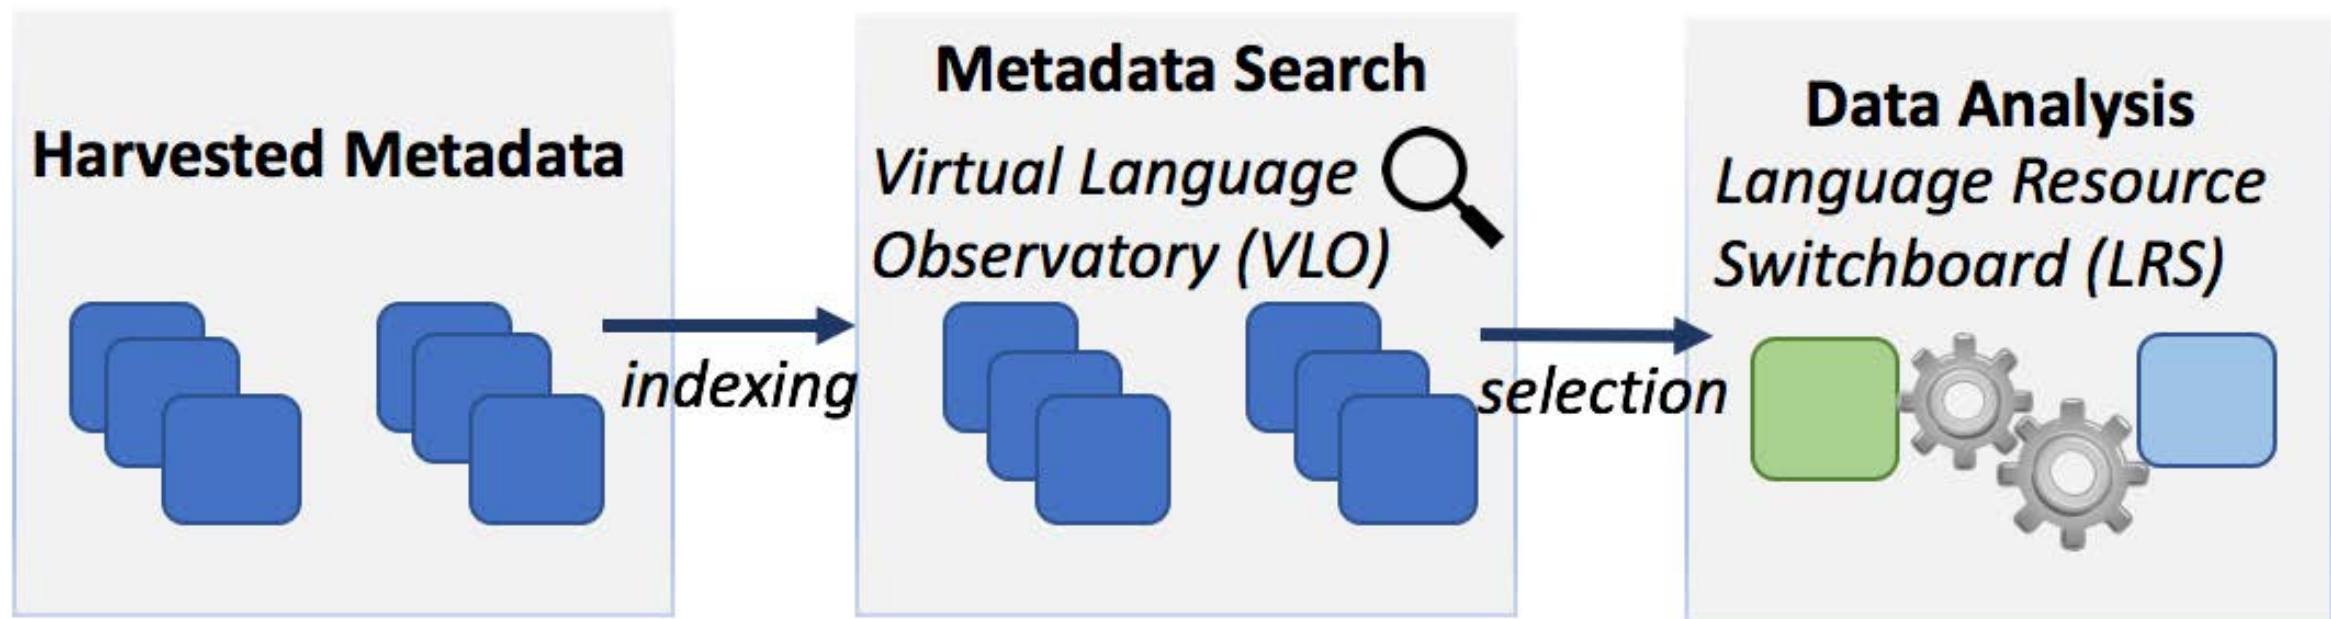 Harvested Metadata
indexing
Metadata Search
Virtual Language
Observatory (VLO)
selection
Data Analysis
Language Resource
Switchboard (LRS)